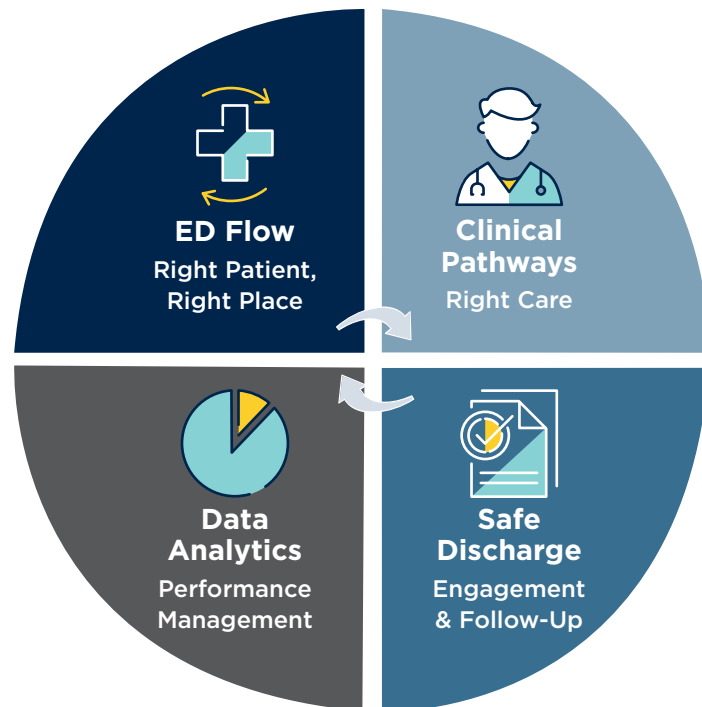 ED Flow
Right Patient,
Right Place
Clinical
Pathways
Right Care
Data
Analytics
Performance
Management
Safe
Discharge
Engagement
& Follow-Up